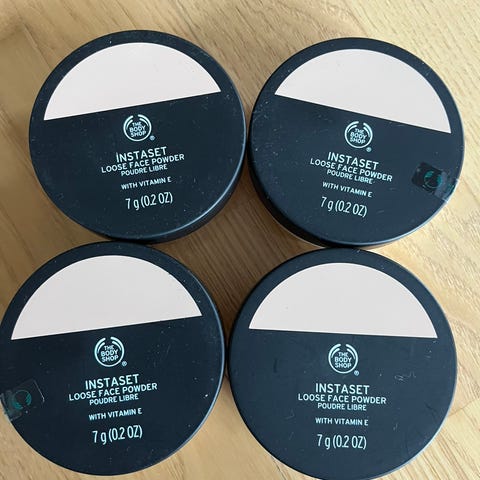 THE
BODY
SHOP®
INSTASET
LOOSE FACE POWDER
POUDRE LIBRE
WITH VITAMIN E
7 g (0.2 OZ)
THE
BODY
SHOP®
INSTASET
LOOSE FACE POWDER
POUDRE LIBRE
WITH VITAMIN E
7 g (0.2 OZ)
THE
BODY
SHOP®
INSTASET
LOOSE FACE POWDER
POUDRE LIBRE
WITH VITAMIN E
7 g (0.2 OZ)
THE
BODY
SHOP®
INSTASET
LOOSE FACE POWDER
POUDRE LIBRE
WITH VITAMIN E
7 g (0.2 OZ)